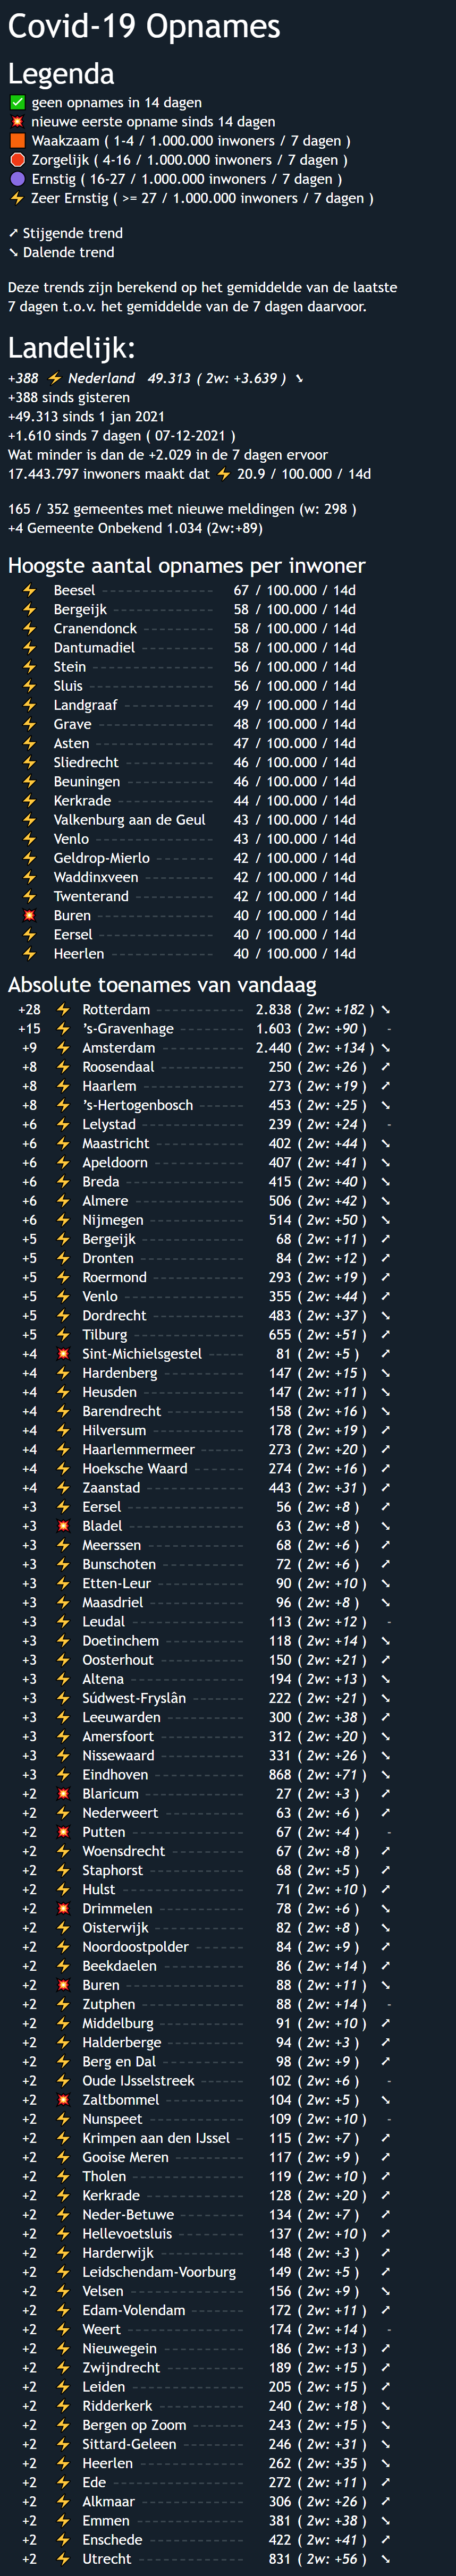 Covid-19 Opnames
Legenda
✅ geen opnames in 14 dagen
💥 nieuwe eerste opname sinds 14 dagen
🟧 Waakzaam ( 1-4 / 1.000.000 inwoners / 7 dagen )
🛑 Zorgelijk ( 4-16 / 1.000.000 inwoners / 7 dagen )
🟣 Ernstig ( 16-27 / 1.000.000 inwoners / 7 dagen )
⚡ Zeer Ernstig ( >= 27 / 1.000.000 inwoners / 7 dagen )
⤤ Stijgende trend
⤥ Dalende trend
Deze trends zijn berekend op het gemiddelde van de laatste
7 dagen t.o.v. het gemiddelde van de 7 dagen daarvoor.
Landelijk:
+388 ⚡ Nederland 49.313 ( 2w: +3.639 ) ⤥
+388 sinds gisteren
+49.313 sinds 1 jan 2021
+1.610 sinds 7 dagen ( 07-12-2021 )
Wat minder is dan de +2.029 in de 7 dagen ervoor
17.443.797 inwoners maakt dat ⚡ 20.9 / 100.000 / 14d
165 / 352 gemeentes met nieuwe meldingen (w: 298 )
+4 Gemeente Onbekend 1.034 (2w:+89)
Hoogste aantal opnames per inwoner
⚡ Beesel 67 / 100.000 / 14d
⚡ Bergeijk 58 / 100.000 / 14d
⚡ Cranendonck 58 / 100.000 / 14d
⚡ Dantumadiel 58 / 100.000 / 14d
⚡ Stein 56 / 100.000 / 14d
⚡ Sluis 56 / 100.000 / 14d
⚡ Landgraaf 49 / 100.000 / 14d
⚡ Grave 48 / 100.000 / 14d
⚡ Asten 47 / 100.000 / 14d
⚡ Sliedrecht 46 / 100.000 / 14d
⚡ Beuningen 46 / 100.000 / 14d
⚡ Kerkrade 44 / 100.000 / 14d
⚡ Valkenburg aan de Geul 43 / 100.000 / 14d
⚡ Venlo 43 / 100.000 / 14d
⚡ Geldrop-Mierlo 42 / 100.000 / 14d
⚡ Waddinxveen 42 / 100.000 / 14d
⚡ Twenterand 42 / 100.000 / 14d
💥 Buren 40 / 100.000 / 14d
⚡ Eersel 40 / 100.000 / 14d
⚡ Heerlen 40 / 100.000 / 14d
Absolute toenames van vandaag
+28 ⚡ Rotterdam 2.838 ( 2w: +182 ) ⤥
+15 ⚡ 's-Gravenhage 1.603 ( 2w: +90 ) -
+9 ⚡ Amsterdam 2.440 ( 2w: +134 ) ⤥
+8 ⚡ Roosendaal 250 ( 2w: +26 ) ⤤
+8 ⚡ Haarlem 273 ( 2w: +19 ) ⤤
+8 ⚡ 's-Hertogenbosch 453 ( 2w: +25 ) ⤥
+6 ⚡ Lelystad 239 ( 2w: +24 ) -
+6 ⚡ Maastricht 402 ( 2w: +44 ) ⤥
+6 ⚡ Apeldoorn 407 ( 2w: +41 ) ⤥
+6 ⚡ Breda 415 ( 2w: +40 ) ⤥
+6 ⚡ Almere 506 ( 2w: +42 ) ⤥
+6 ⚡ Nijmegen 514 ( 2w: +50 ) ⤥
+5 ⚡ Bergeijk 68 ( 2w: +11 ) ⤤
+5 ⚡ Dronten 84 ( 2w: +12 ) ⤤
+5 ⚡ Roermond 293 ( 2w: +19 ) ⤤
+5 ⚡ Venlo 355 ( 2w: +44 ) ⤥
+5 ⚡ Dordrecht 483 ( 2w: +37 ) ⤥
+5 ⚡ Tilburg 655 ( 2w: +51 ) ⤤
+4 💥 Sint-Michielsgestel 81 ( 2w: +5 ) ⤤
+4 ⚡ Hardenberg 147 ( 2w: +15 ) ⤥
+4 ⚡ Heusden 147 ( 2w: +11 ) ⤥
+4 ⚡ Barendrecht 158 ( 2w: +16 ) ⤥
+4 ⚡ Hilversum 178 ( 2w: +19 ) ⤤
+4 ⚡ Haarlemmermeer 273 ( 2w: +20 ) ⤤
+4 ⚡ Hoeksche Waard 274 ( 2w: +16 ) ⤤
+4 ⚡ Zaanstad 443 ( 2w: +31 ) ⤤
+3 ⚡ Eersel 56 ( 2w: +8 ) ⤤
+3 💥 Bladel 63 ( 2w: +8 ) ⤥
+3 ⚡ Meerssen 68 ( 2w: +6 ) ⤤
+3 ⚡ Bunschoten 72 ( 2w: +6 ) ⤤
+3 ⚡ Etten-Leur 90 ( 2w: +10 ) ⤥
+3 ⚡ Maasdriel 96 ( 2w: +8 ) ⤥
+3 ⚡ Leudal 113 ( 2w: +12 ) -
+3 ⚡ Doetinchem 118 ( 2w: +14 ) ⤥
+3 ⚡ Oosterhout 150 ( 2w: +21 ) ⤤
+3 ⚡ Altena 194 ( 2w: +13 ) ⤥
+3 ⚡ Súdwest-Fryslân 222 ( 2w: +21 ) ⤥
+3 ⚡ Leeuwarden 300 ( 2w: +38 ) ⤤
+3 ⚡ Amersfoort 312 ( 2w: +20 ) ⤥
+3 ⚡ Nissewaard 331 ( 2w: +26 ) ⤥
+3 ⚡ Eindhoven 868 ( 2w: +71 ) ⤥
+2 💥 Blaricum 27 ( 2w: +3 ) ⤤
+2 ⚡ Nederweert 63 ( 2w: +6 ) ⤤
+2 💥 Putten 67 ( 2w: +4 ) -
+2 ⚡ Woensdrecht 67 ( 2w: +8 ) ⤤
+2 ⚡ Staphorst 68 ( 2w: +5 ) ⤤
+2 ⚡ Hulst 71 ( 2w: +10 ) ⤤
+2 💥 Drimmelen 78 ( 2w: +6 ) ⤥
+2 ⚡ Oisterwijk 82 ( 2w: +8 ) ⤥
+2 ⚡ Noordoostpolder 84 ( 2w: +9 ) ⤤
+2 ⚡ Beekdaelen 86 ( 2w: +14 ) ⤤
+2 💥 Buren 88 ( 2w: +11 ) ⤥
+2 ⚡ Zutphen 88 ( 2w: +14 ) -
+2 ⚡ Middelburg 91 ( 2w: +10 ) ⤤
+2 ⚡ Halderberge 94 ( 2w: +3 ) ⤤
+2 ⚡ Berg en Dal 98 ( 2w: +9 ) ⤤
+2 ⚡ Oude IJsselstreek 102 ( 2w: +6 ) -
+2 💥 Zaltbommel 104 ( 2w: +5 ) ⤥
+2 ⚡ Nunspeet 109 ( 2w: +10 ) -
+2 ⚡ Krimpen aan den IJssel 115 ( 2w: +7 ) ⤤
+2 ⚡ Gooise Meren 117 ( 2w: +9 ) ⤤
+2 ⚡ Tholen 119 ( 2w: +10 ) ⤤
+2 ⚡ Kerkrade 128 ( 2w: +20 ) ⤤
+2 ⚡ Neder-Betuwe 134 ( 2w: +7 ) ⤤
+2 ⚡ Hellevoetsluis 137 ( 2w: +10 ) ⤤
+2 ⚡ Harderwijk 148 ( 2w: +3 ) ⤤
+2 ⚡ Leidschendam-Voorburg 149 ( 2w: +5 ) ⤤
+2 ⚡ Velsen 156 ( 2w: +9 ) ⤥
+2 ⚡ Edam-Volendam 172 ( 2w: +11 ) ⤤
+2 ⚡ Weert 174 ( 2w: +14 ) -
+2 ⚡ Nieuwegein 186 ( 2w: +13 ) ⤤
+2 ⚡ Zwijndrecht 189 ( 2w: +15 ) ⤤
+2 ⚡ Leiden 205 ( 2w: +15 ) ⤤
+2 ⚡ Ridderkerk 240 ( 2w: +18 ) ⤥
+2 ⚡ Bergen op Zoom 243 ( 2w: +15 ) ⤥
+2 ⚡ Sittard-Geleen 246 ( 2w: +31 ) ⤥
+2 ⚡ Heerlen 262 ( 2w: +35 ) ⤥
+2 ⚡ Ede 272 ( 2w: +11 ) ⤤
+2 ⚡ Alkmaar 306 ( 2w: +26 ) ⤤
+2 ⚡ Emmen 381 ( 2w: +38 ) ⤥
+2 ⚡ Enschede 422 ( 2w: +41 ) ⤤
+2 ⚡ Utrecht 831 ( 2w: +56 ) ⤥